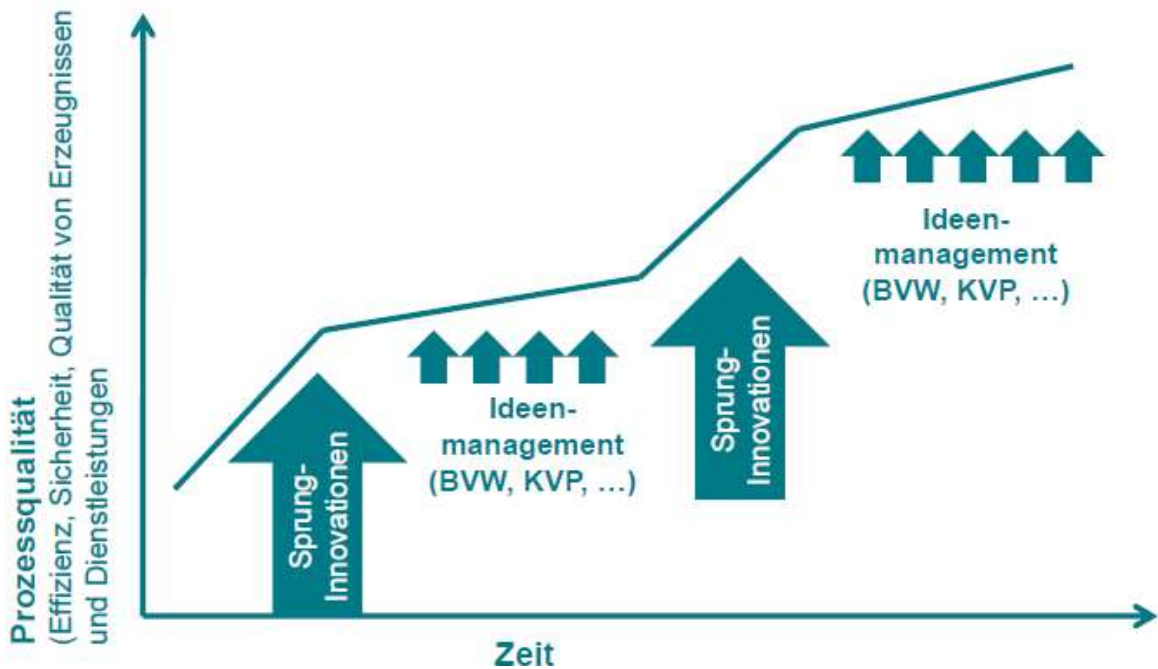 Prozessqualität
(Effizienz, Sicherheit, Qualität von Erzeugnissen
und Dienstleistungen
Sprung-
Innovationen
Ideen-
management
(BVW, KVP, ...)
Sprung-
Innovationen
Ideen-
management
(BVW, KVP, ...)
Zeit